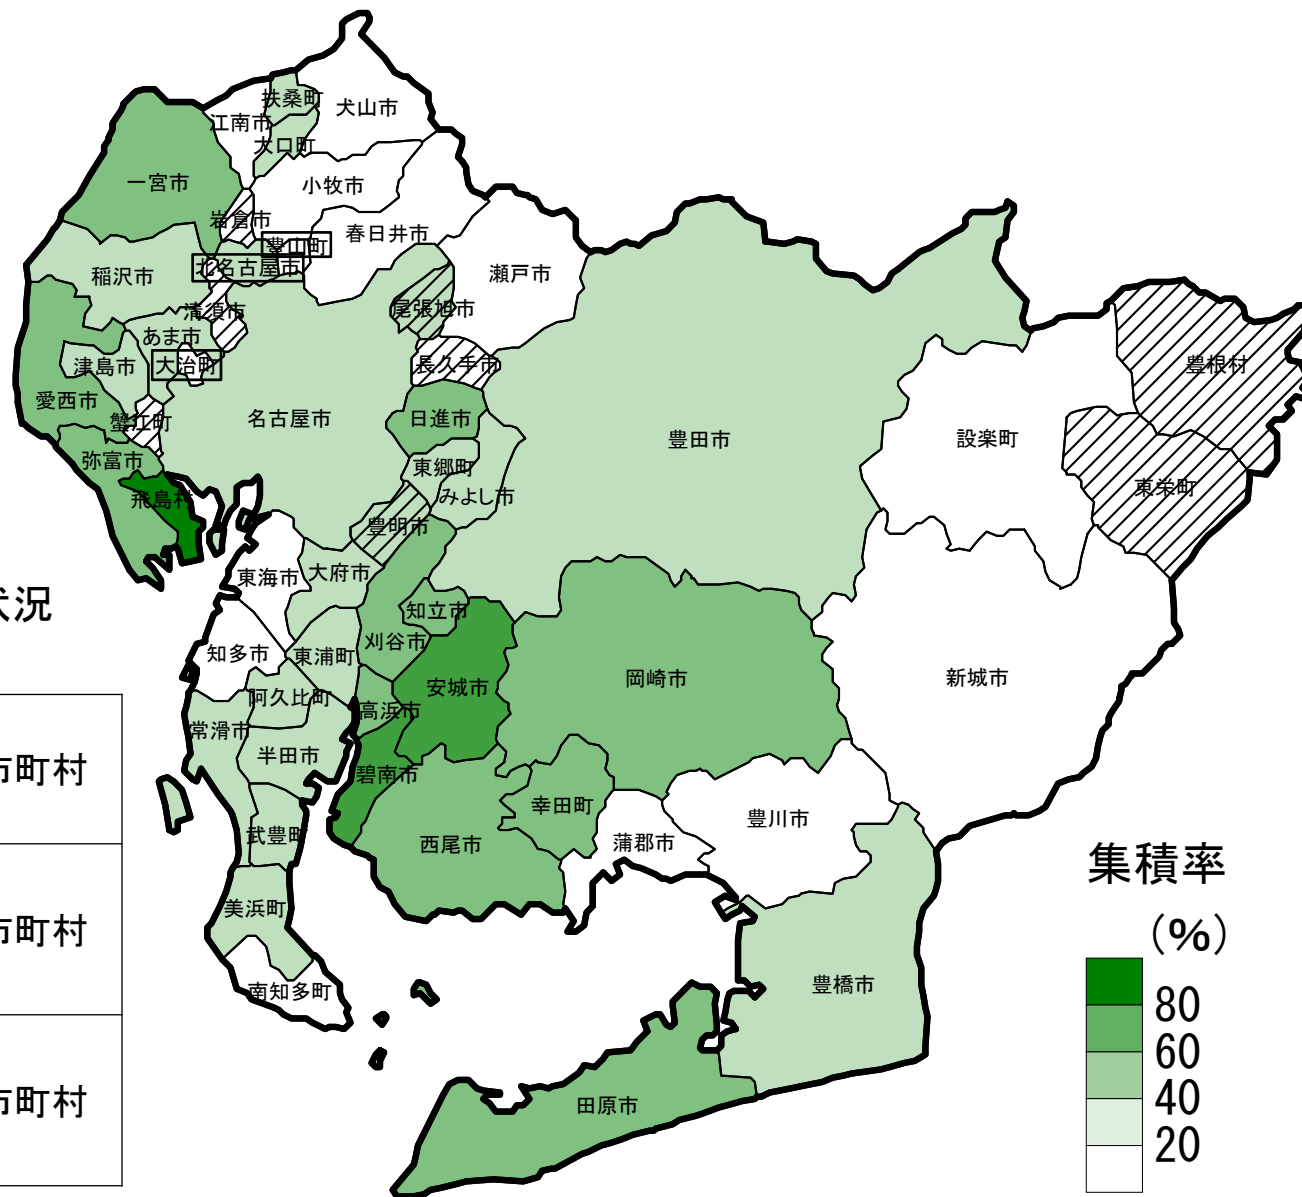 扶桑町
犬山市
江南市
大口町
一宮市
小牧市
岩倉市
春日井市
豊山町
北名古屋市
瀬戸市
稲沢市
清須市
尾張旭市
あま市
津島市
大治町
長久手市
豊根村
愛西市
蟹江町
名古屋市
日進市
豊田市
設楽町
弥富市
東郷町
みよし市
東栄町
飛島村
豊明市
東海市
大府市
状況
知立市
刈谷市
知多市
東浦町
安城市
岡崎市
新城市
阿久比町
高浜市
常滑市
半田市
市町村
碧南市
幸田町
豊川市
武豊町
西尾市
蒲郡市
集積率
(%)
美浜町
市町村
南知多町
豊橋市
80
60
40
20
市町村
田原市